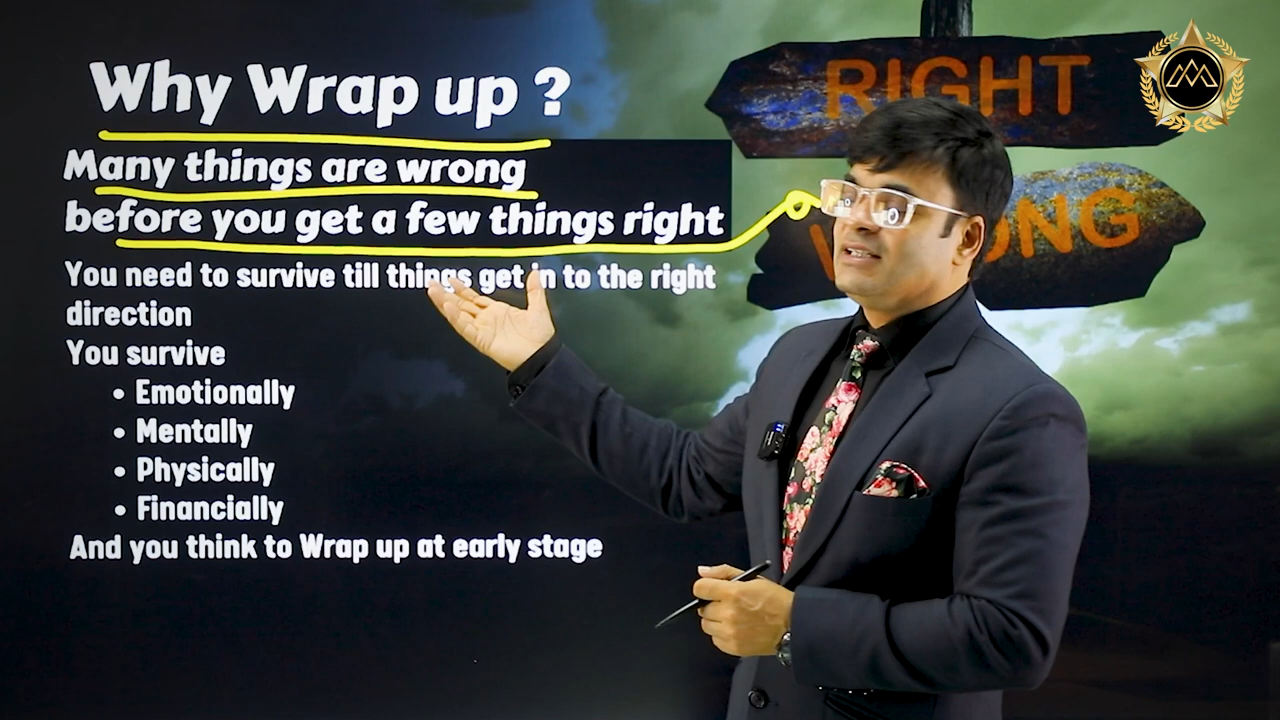 Why Wrap up ?
Many things are wrong
before you get a few things right
You need to survive till things get in to the right
direction
You survive
• Emotionally
• Mentally
• Physically
• Financially
And you think to Wrap up at early stage
RIGHT
ONG